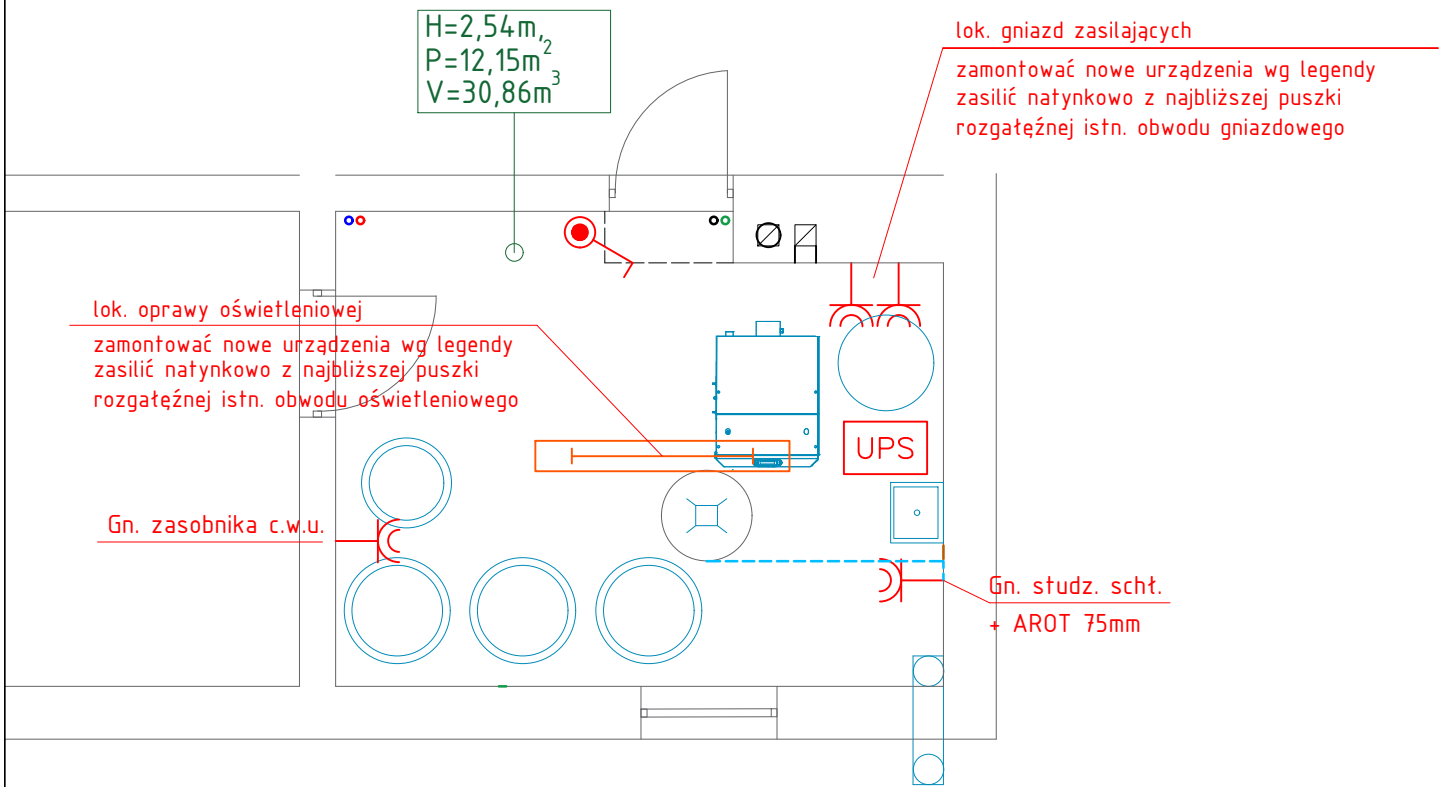 H=2,54m,
P=12,15m²
V=30,86m³
lok. gniazd zasilających
zamontować nowe urządzenia wg legendy
zasilić natynkowo z najbliższej puszki
rozgałęźnej istn. obwodu gniazdowego
lok. oprawy oświetleniowej
zamontować nowe urządzenia wg legendy
zasilić natynkowo z najbliższej puszki
rozgałęźnej istn. obwodu oświetleniowego
UPS
Gn. zasobnika c.w.u.
Gn. studz. schł.
+ AROT 75mm